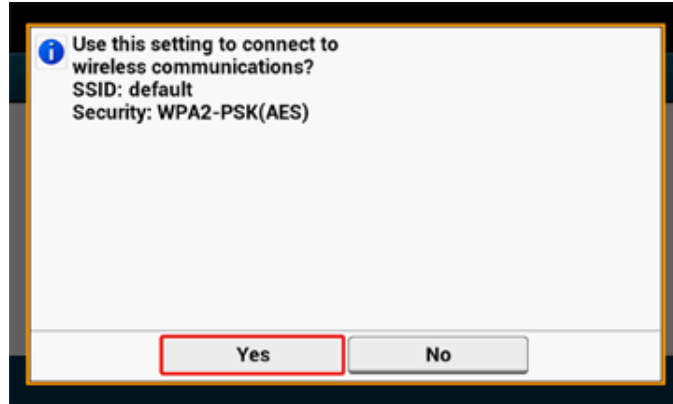 Use this setting to connect to
wireless communications?
SSID: default
Security: WPA2-PSK(AES)
Yes
No